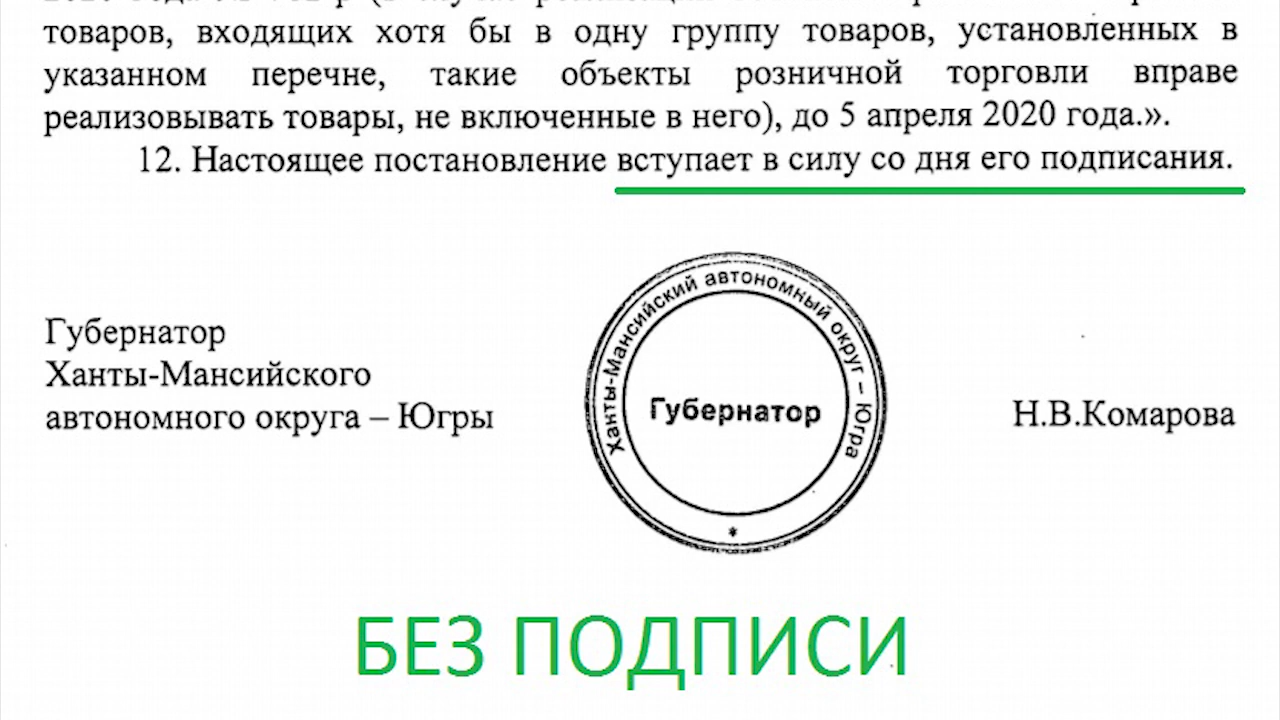 товаров, входящих хотя бы в одну группу товаров, установленных в
указанном перечне, такие объекты розничной торговли вправе
реализовывать товары, не включенные в него), до 5 апреля 2020 года.».
12. Настоящее постановление вступает в силу со дня его подписания.
Губернатор
Ханты-Мансийского
автономного округа – Югры
Ханты-Мансийский автономный округ – Югра
Губернатор
*
Н.В.Комарова
БЕЗ ПОДПИСИ